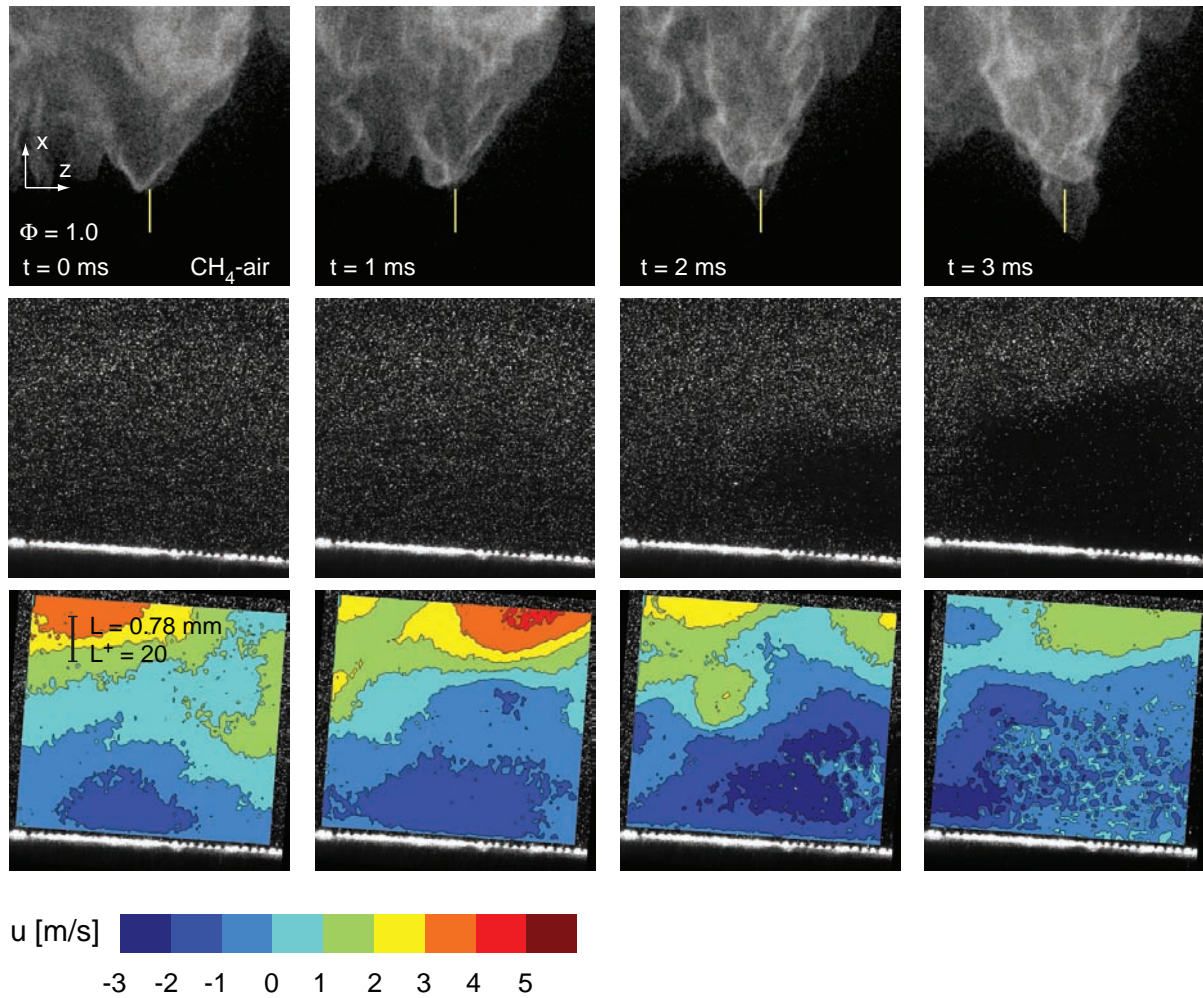 x
z
Φ = 1.0
t = 0 ms
CH4-air
t = 1 ms
t = 2 ms
t = 3 ms
L = 0.78 mm
L+ = 20
u [m/s]
-3 -2 -1 0 1 2 3 4 5